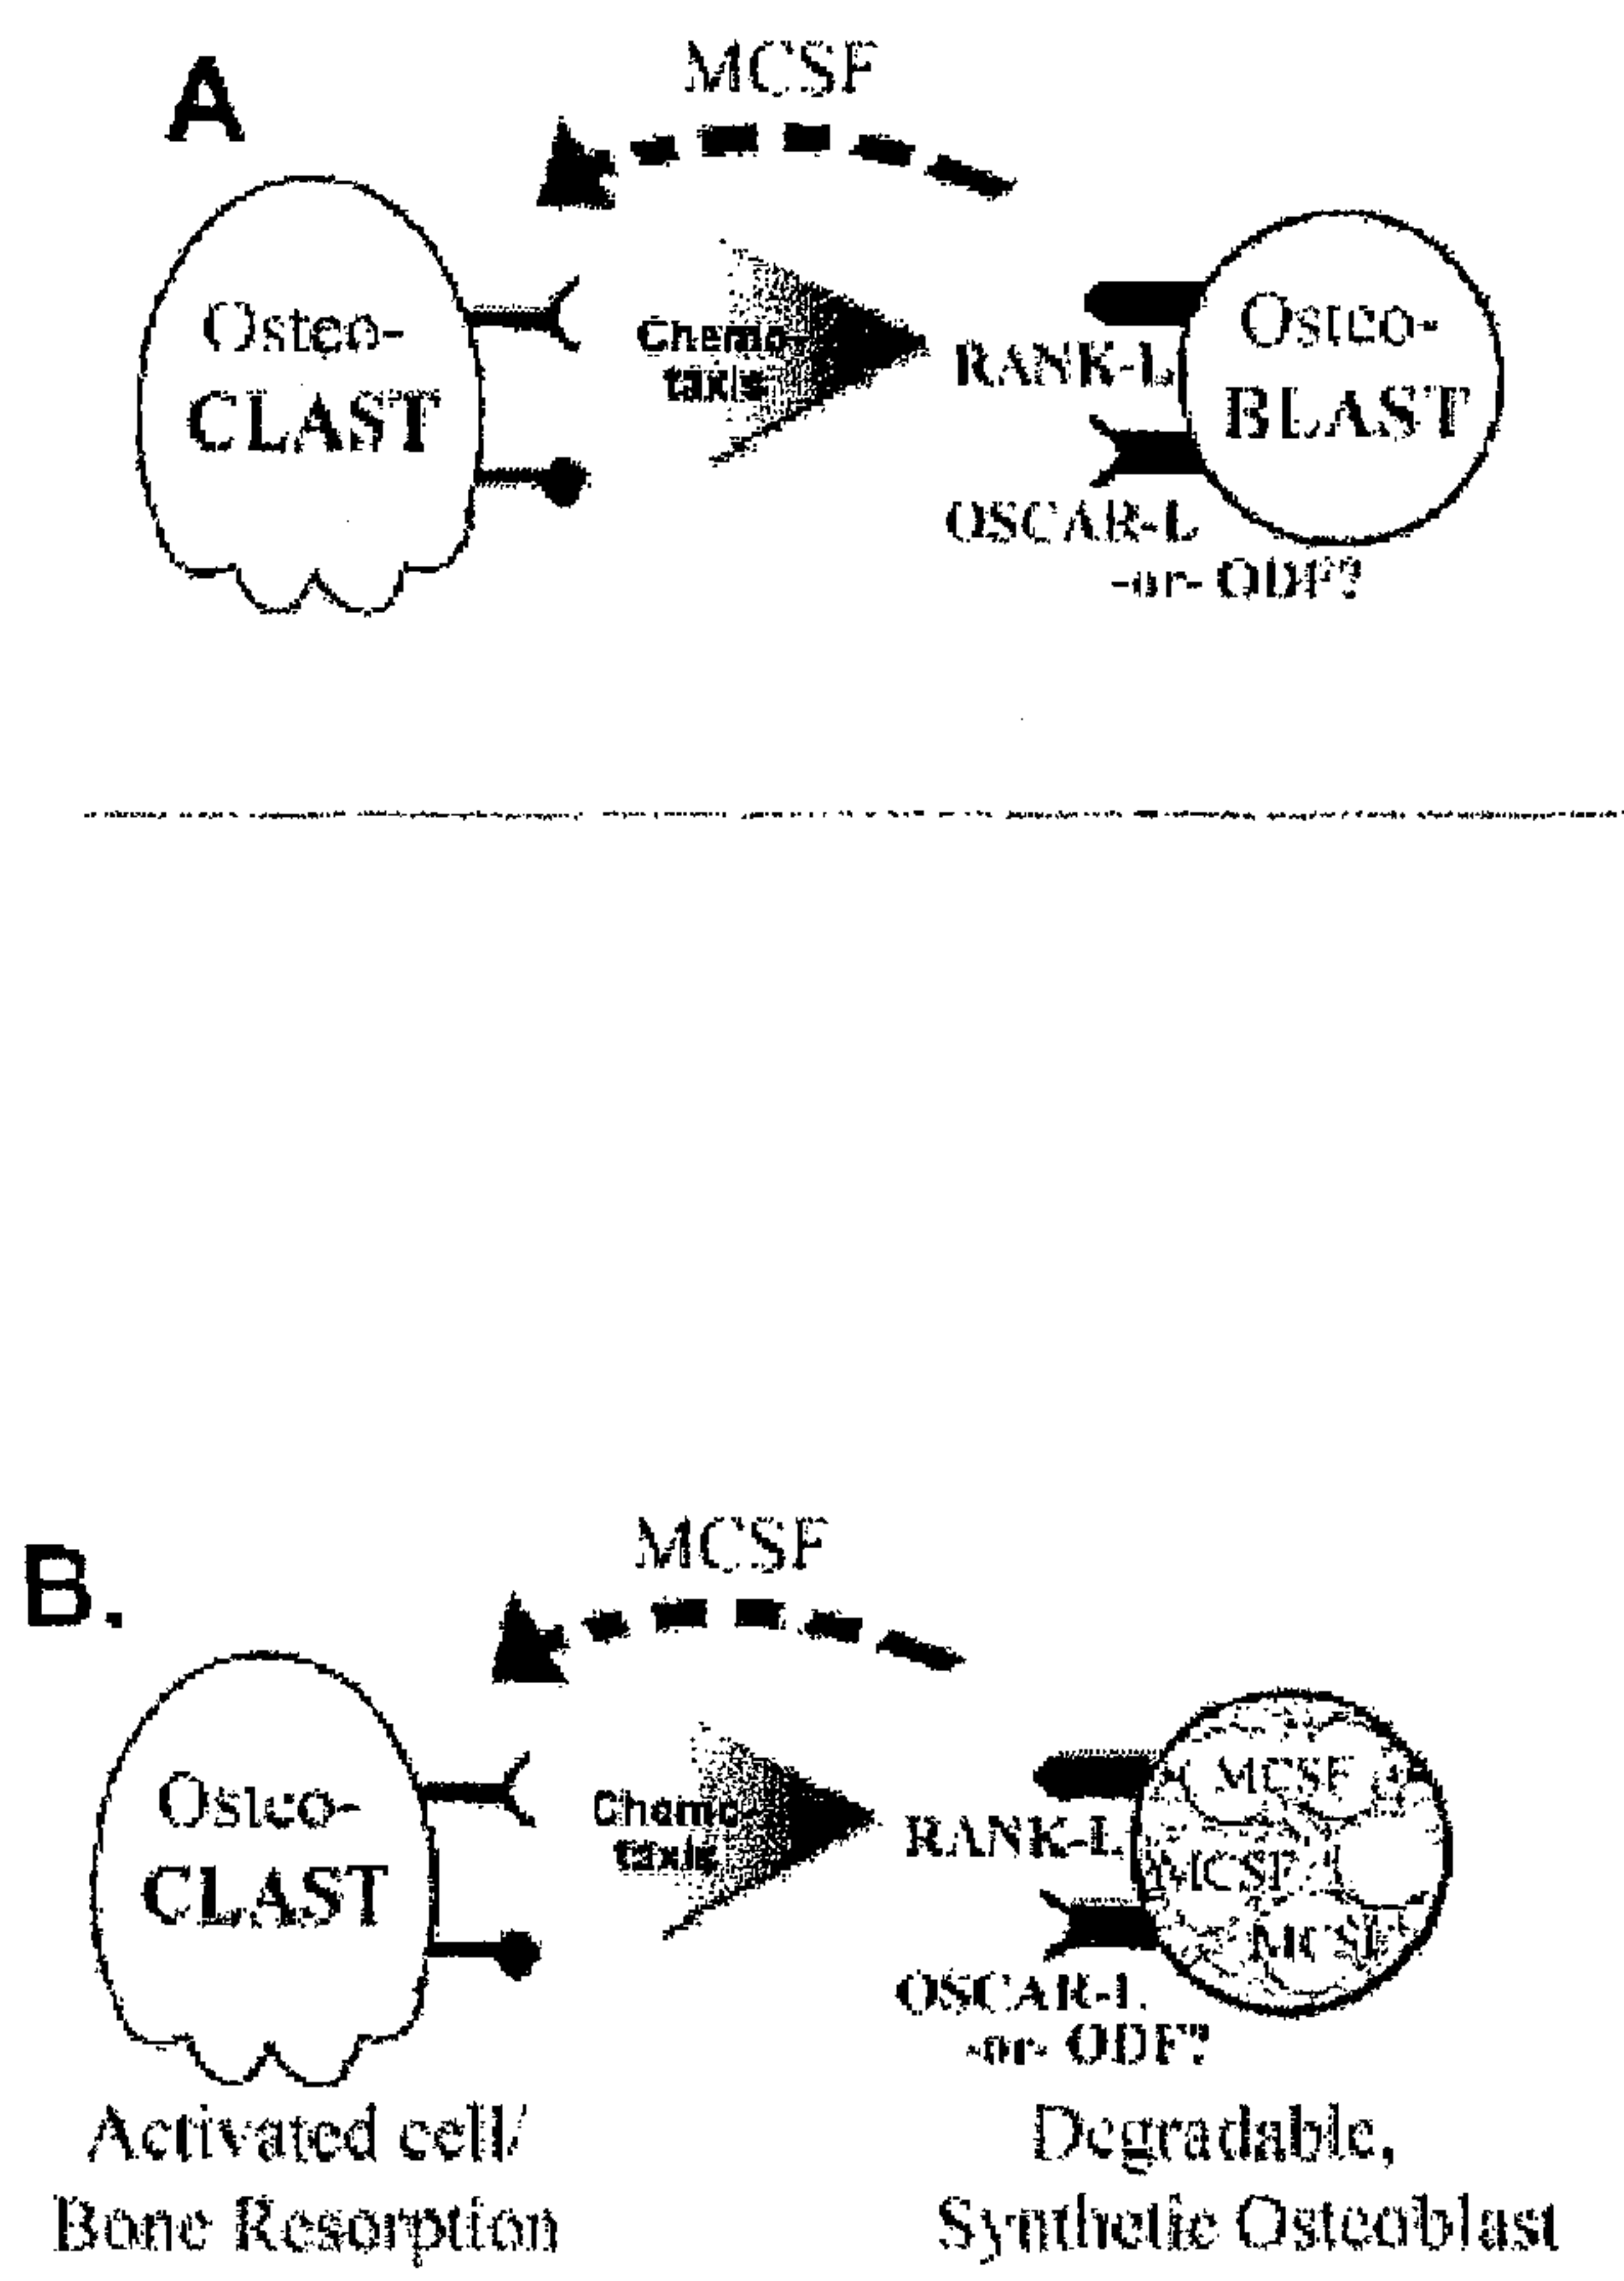 A
MCSF
Osteo-
CLAST
Chemo-
taxis
RANK-L
Osteo-
BLAST
OSCAR-L
-or- ODF?
B.
MCSF
Osteo-
CLAST
Chemo-
taxis
RANK-L
MCSF
MCSF
MCSF
OSCAR-L
-or- ODF?
Activated cell/
Bone Resorption
Degradable,
Synthetic Osteoblast